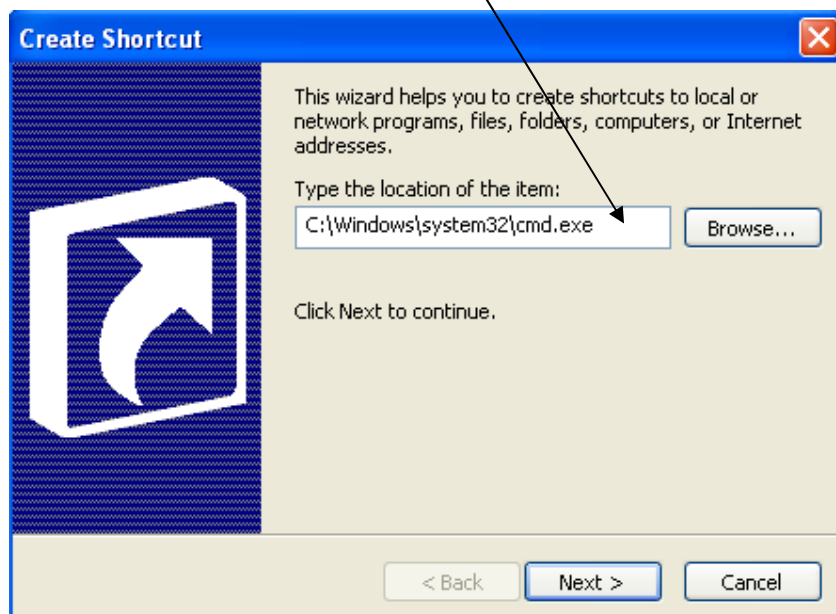 Create Shortcut
This wizard helps you to create shortcuts to local or
network programs, files, folders, computers, or Internet
addresses.
Type the location of the item:
C:\Windows\system32\cmd.exe
Browse...
Click Next to continue.
< Back
Next >
Cancel